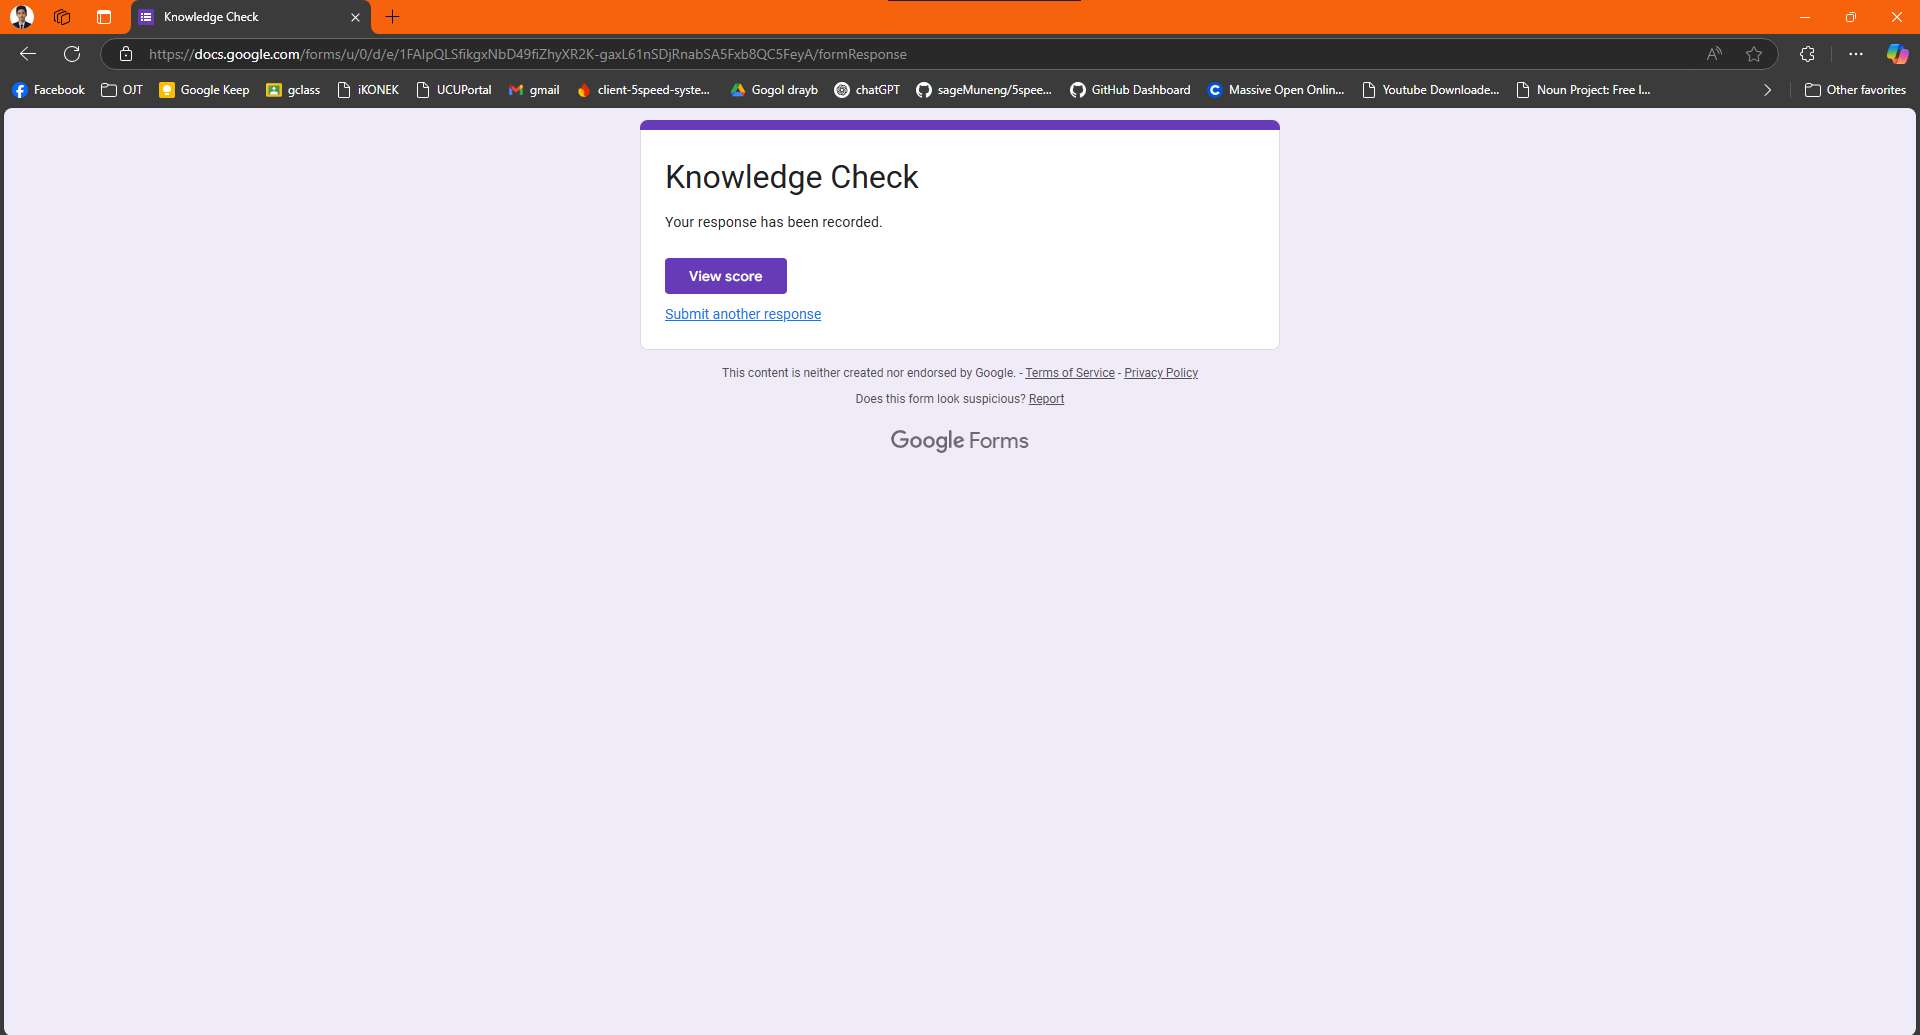 Knowledge Check
https://docs.google.com/forms/u/0/d/e/1FAIpQLSfikgxNbD49fiZhyXR2K-gaxL61nSDjRnabSA5Fxb8QC5FeyA/formResponse
Facebook OJT Google Keep gclass iKONEK UCUPortal gmail client-5speed-syste... Gogol drayb chatGPT sageMuneng/5spee... GitHub Dashboard Massive Open Onlin... Youtube Downloade... Noun Project: Free I... Other favorites
Knowledge Check
Your response has been recorded.
View score
Submit another response
This content is neither created nor endorsed by Google. - Terms of Service - Privacy Policy
Does this form look suspicious? Report
Google Forms